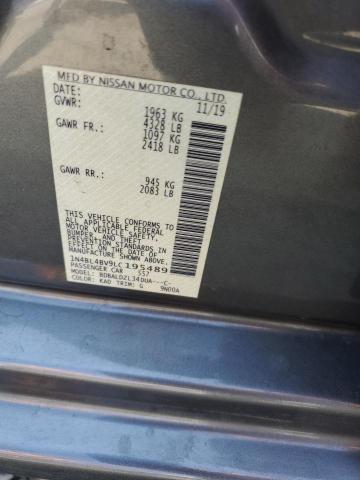 MFD BY NISSAN MOTOR CO., LTD.
DATE: 11/19
GVWR: 1963 KG
4328 LB
GAWR FR: 1097 KG
2418 LB
GAWR RR: 945 KG
2083 LB
THIS VEHICLE CONFORMS TO
ALL APPLICABLE FEDERAL
MOTOR VEHICLE SAFETY,
BUMPER, AND THEFT
PREVENTION STANDARDS IN
EFFECT ON THE DATE OF
MANUFACTURE SHOWN ABOVE.
1N4BL4BV9LC195489
PASSENGER CAR 557
MODEL: BDBALDZL34DUA---C-
COLOR: KAD TRIM: G 9N00A